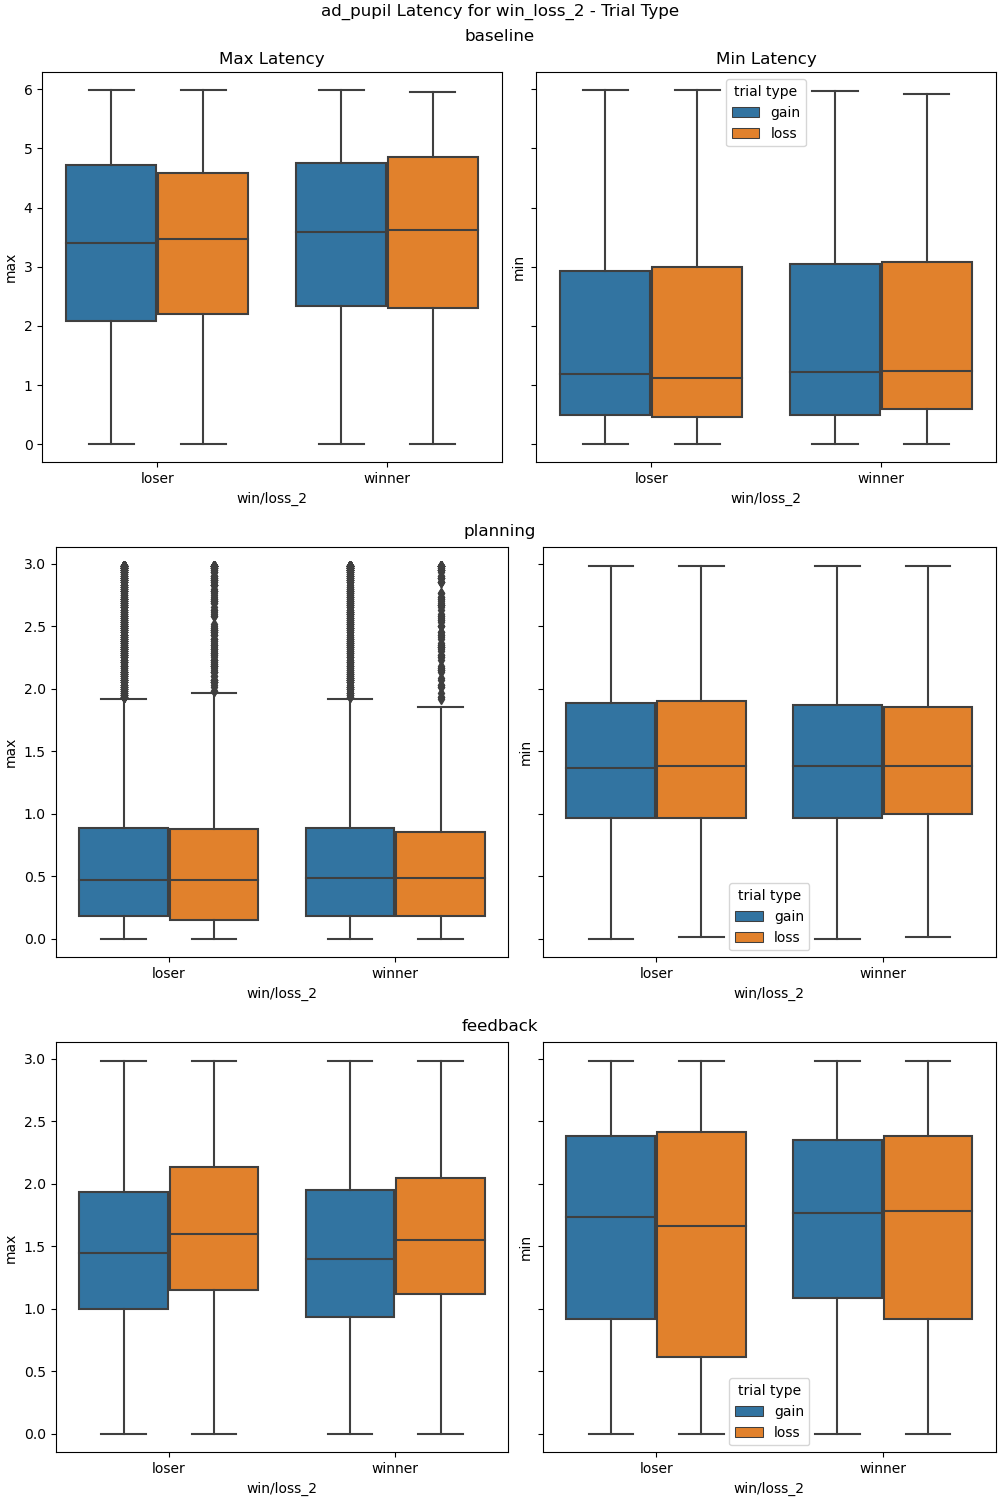 ad_pupil Latency for win_loss_2 - Trial Type
baseline
Max Latency
Min Latency
6
5
4
3
2
1
0
max
loser
winner
win/loss_2
min
trial type
gain
loss
loser
winner
win/loss_2
planning
3.0
2.5
2.0
1.5
1.0
0.5
0.0
max
loser
winner
win/loss_2
min
trial type
gain
loss
loser
winner
win/loss_2
feedback
3.0
2.5
2.0
1.5
1.0
0.5
0.0
max
loser
winner
win/loss_2
min
trial type
gain
loss
loser
winner
win/loss_2